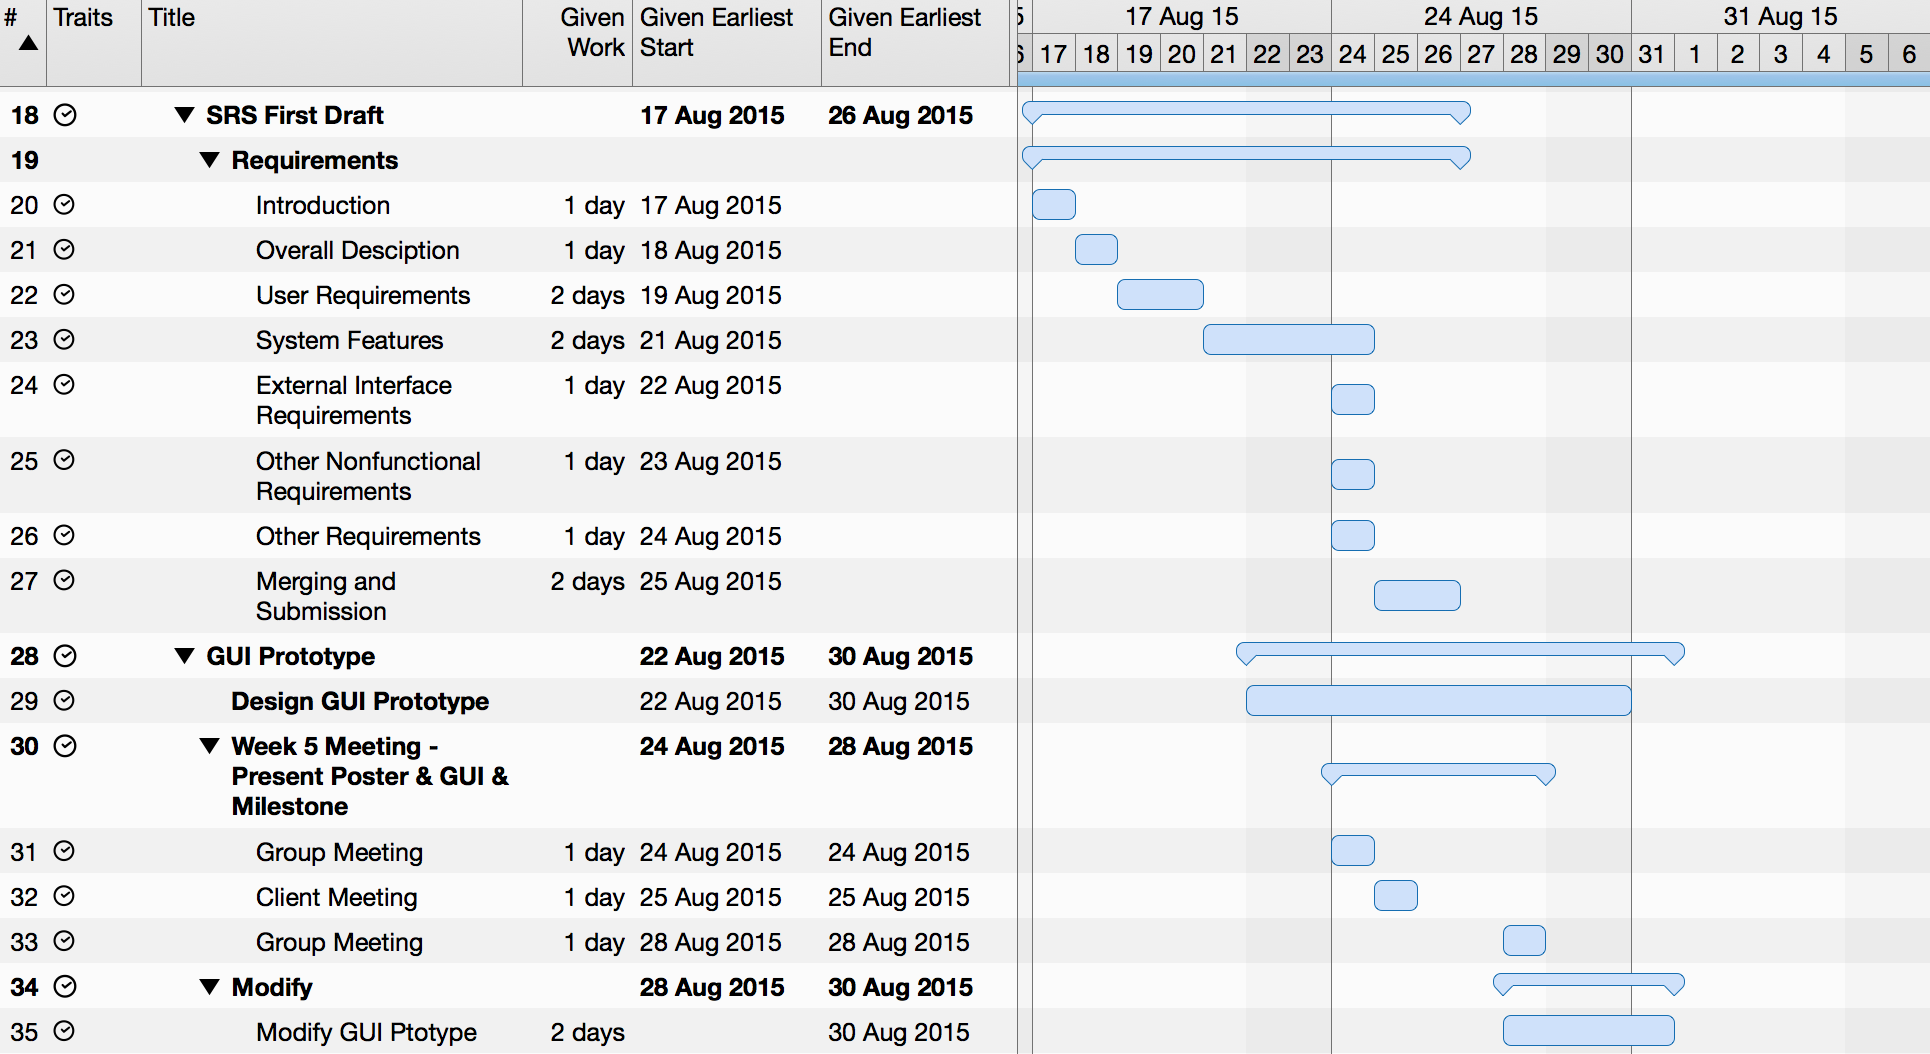 # Traits Title Given Work Given Earliest Start Given Earliest End 5 17 Aug 15 24 Aug 15 31 Aug 15
6 17 18 19 20 21 22 23 24 25 26 27 28 29 30 31 1 2 3 4 5 6
18 SRS First Draft 17 Aug 2015 26 Aug 2015
19 Requirements
20 Introduction 1 day 17 Aug 2015
21 Overall Desciption 1 day 18 Aug 2015
22 User Requirements 2 days 19 Aug 2015
23 System Features 2 days 21 Aug 2015
24 External Interface 1 day 22 Aug 2015
Requirements
25 Other Nonfunctional 1 day 23 Aug 2015
Requirements
26 Other Requirements 1 day 24 Aug 2015
27 Merging and 2 days 25 Aug 2015
Submission
28 GUI Prototype 22 Aug 2015 30 Aug 2015
29 Design GUI Prototype 22 Aug 2015 30 Aug 2015
30 Week 5 Meeting - 24 Aug 2015 28 Aug 2015
Present Poster & GUI &
Milestone
31 Group Meeting 1 day 24 Aug 2015 24 Aug 2015
32 Client Meeting 1 day 25 Aug 2015 25 Aug 2015
33 Group Meeting 1 day 28 Aug 2015 28 Aug 2015
34 Modify 28 Aug 2015 30 Aug 2015
35 Modify GUI Ptotype 2 days 30 Aug 2015